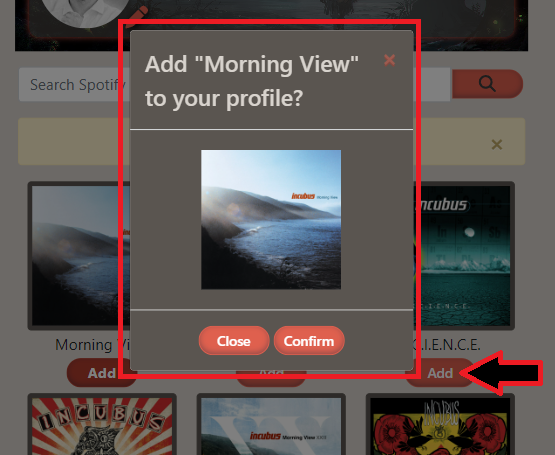 Add "Morning View"
to your profile?
×
Search Spotify
×
incubus Morning View
incubus
S.C.I.E.N.C.E.
Close Confirm
Morning Vi
C.I.E.N.C.E.
Add
Add
Add
INCUBUS
incubus Morning View
INCUBUS